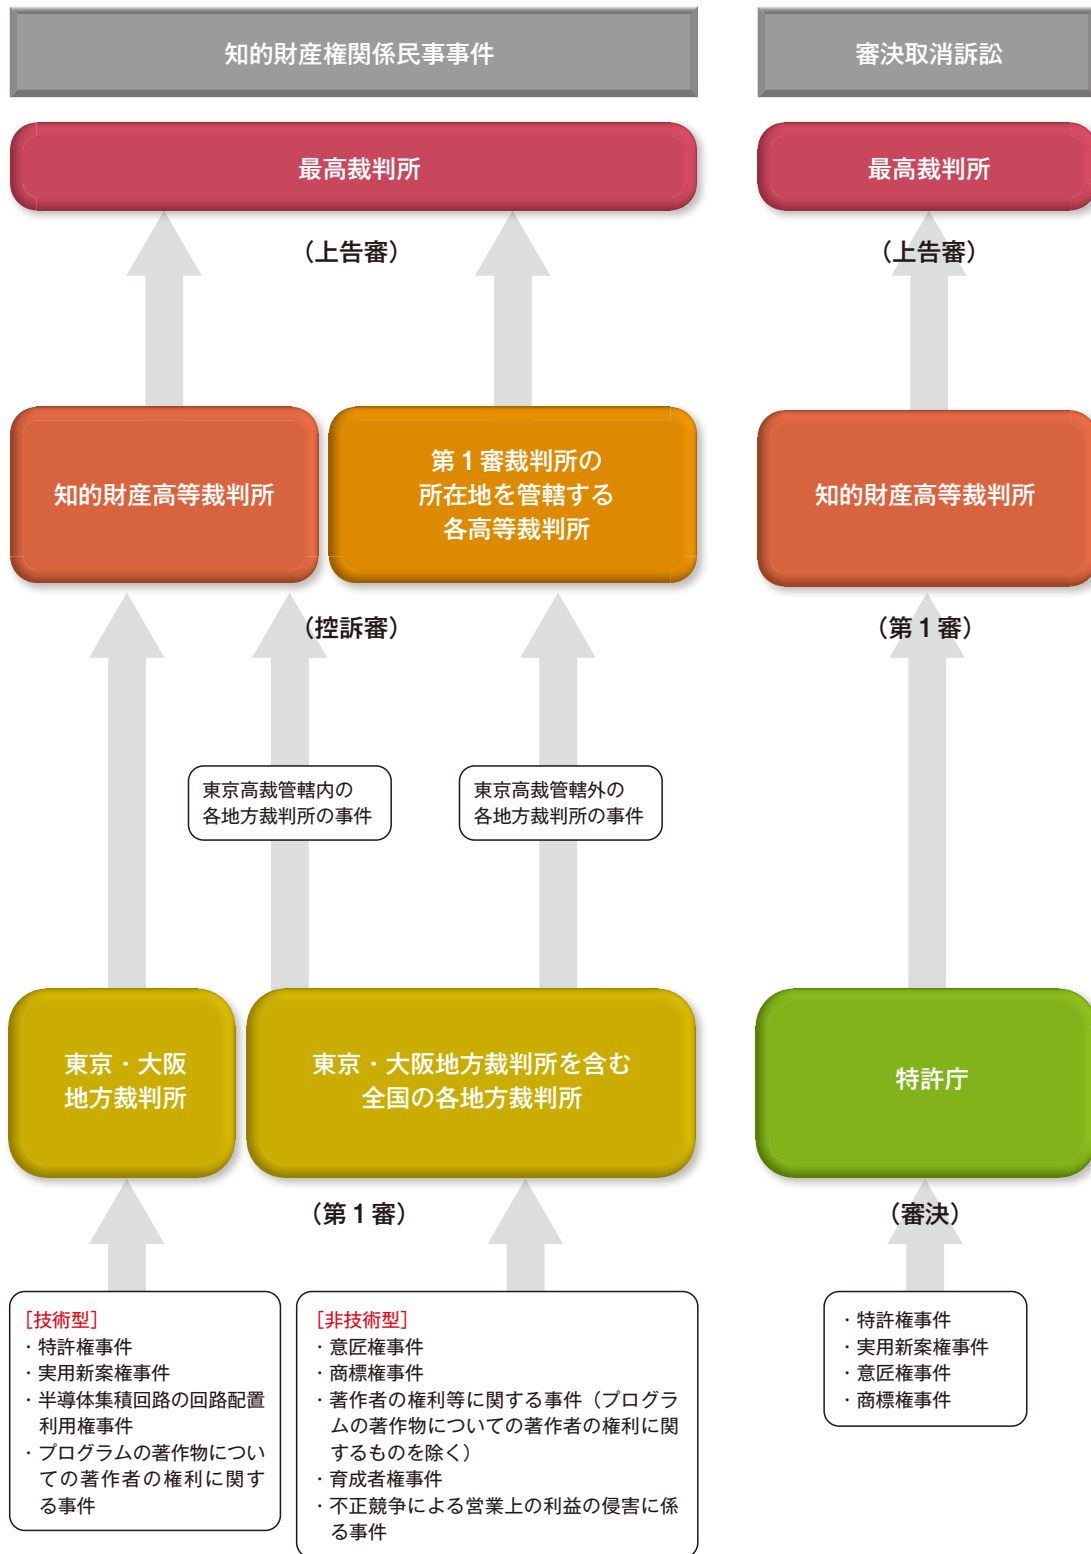 知的財産権関係民事事件
最高裁判所
（上告審）
知的財産高等裁判所
第１審裁判所の
所在地を管轄する
各高等裁判所
（控訴審）
東京高裁管轄内の
各地方裁判所の事件
東京高裁管轄外の
各地方裁判所の事件
東京・大阪
地方裁判所
東京・大阪地方裁判所を含む
全国の各地方裁判所
（第１審）
［技術型］
・特許権事件
・実用新案権事件
・半導体集積回路の回路配置
利用権事件
・プログラムの著作物につい
ての著作者の権利に関す
る事件
［非技術型］
・意匠権事件
・商標権事件
・著作者の権利等に関する事件（プログラ
ムの著作物についての著作者の権利に関
するものを除く）
・育成者権事件
・不正競争による営業上の利益の侵害に係
る事件
審決取消訴訟
最高裁判所
（上告審）
知的財産高等裁判所
（第１審）
特許庁
（審決）
・特許権事件
・実用新案権事件
・意匠権事件
・商標権事件